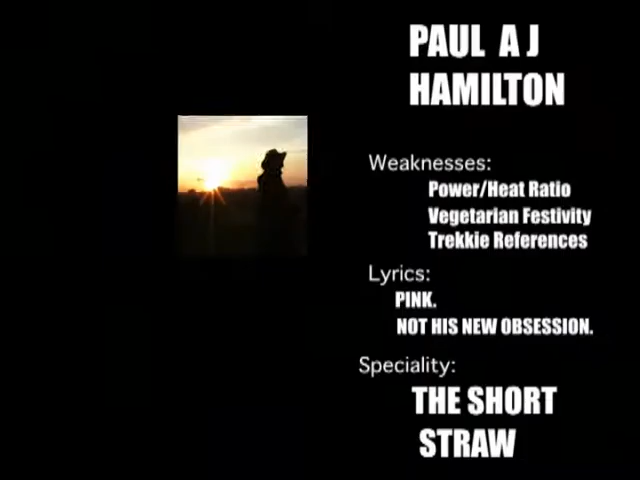 PAUL A J
HAMILTON
Weaknesses:
Power/Heat Ratio
Vegetarian Festivity
Trekkie References
Lyrics:
PINK.
NOT HIS NEW OBSESSION.
Speciality:
THE SHORT
STRAW